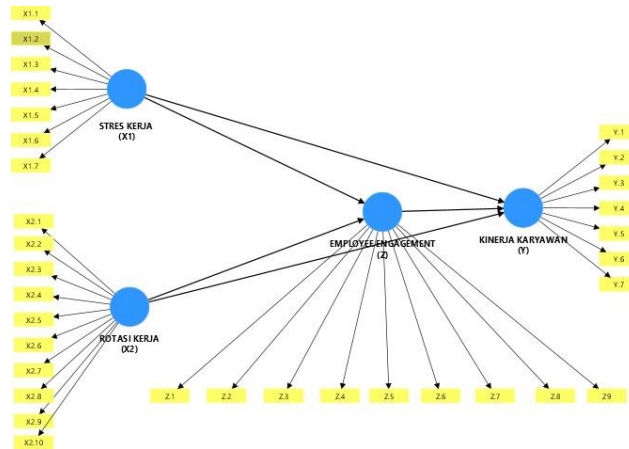 X1.1
X1.2
X1.3
X1.4
X1.5
X1.6
X1.7
STRES KERJA
(X1)
Y.1
Y.2
Y.3
Y.4
Y.5
Y.6
Y.7
KINERJA KARYAWAN
(Y)
EMPLOYEE ENGAGEMENT
(Z)
X2.1
X2.2
X2.3
X2.4
X2.5
X2.6
X2.7
X2.8
X2.9
X2.10
ROTASI KERJA
(X2)
Z.1
Z.2
Z.3
Z.4
Z.5
Z.6
Z.7
Z.8
Z9